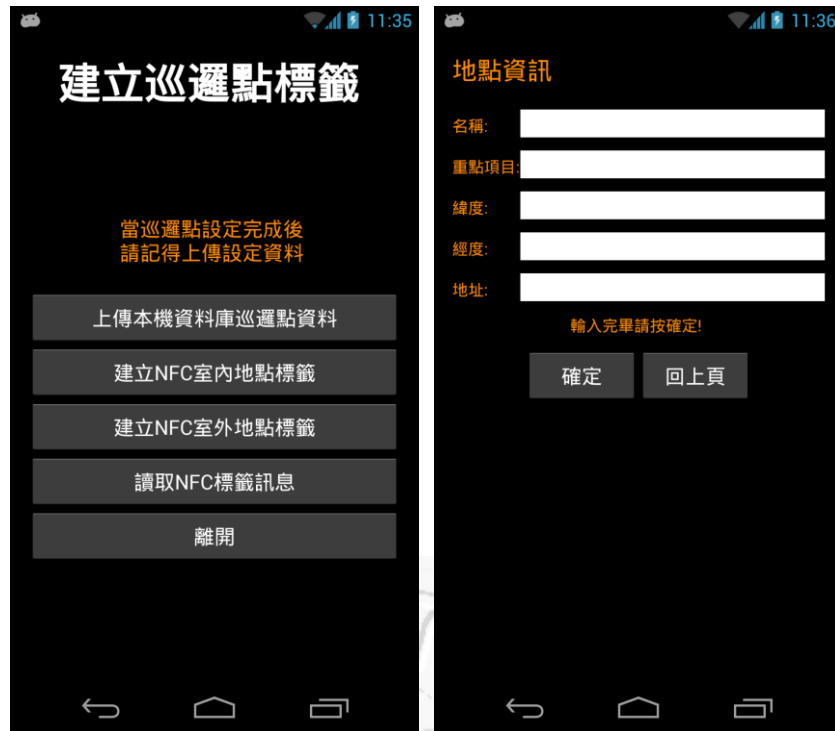 11:35
建立巡邏點標籤
當巡邏點設定完成後
請記得上傳設定資料
上傳本機資料庫巡邏點資料
建立NFC室內地點標籤
建立NFC室外地點標籤
讀取NFC標籤訊息
離開
11:36
地點資訊
名稱:
重點項目:
緯度:
經度:
地址:
輸入完畢請按確定!
確定
回上頁